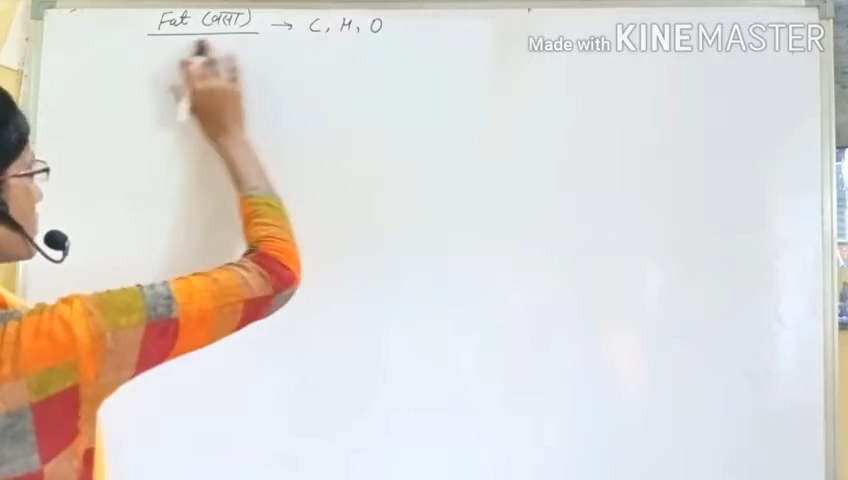 Fat (वसा) → C, H, O
Made with KINEMASTER